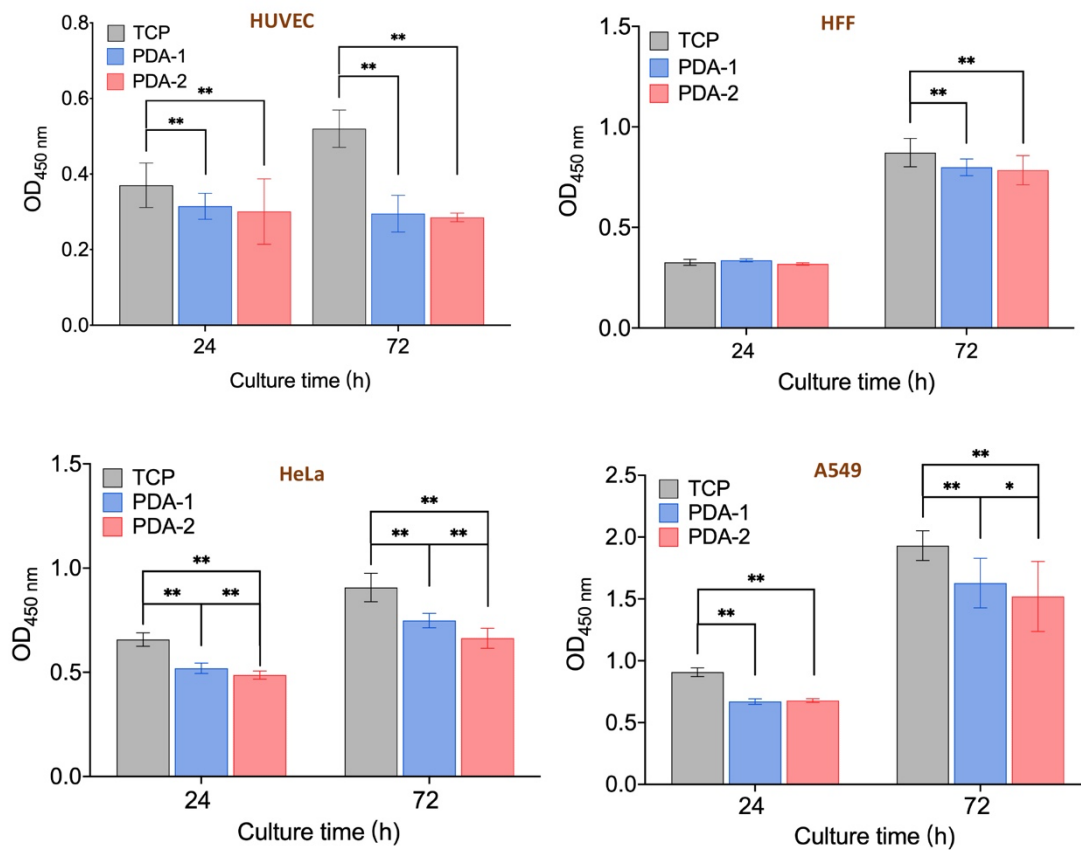 HUVEC
TCP
PDA-1
PDA-2
** ** ** **
OD450 nm
0.8
0.6
0.4
0.2
0.0
24 72
Culture time (h)
HFF
TCP
PDA-1
PDA-2
** **
OD450 nm
1.5
1.0
0.5
0.0
24 72
Culture time (h)
HeLa
TCP
PDA-1
PDA-2
** ** ** ** ** **
OD450 nm
1.5
1.0
0.5
0.0
24 72
Culture time (h)
A549
TCP
PDA-1
PDA-2
** ** ** ** *
OD450 nm
2.5
2.0
1.5
1.0
0.5
0.0
24 72
Culture time (h)